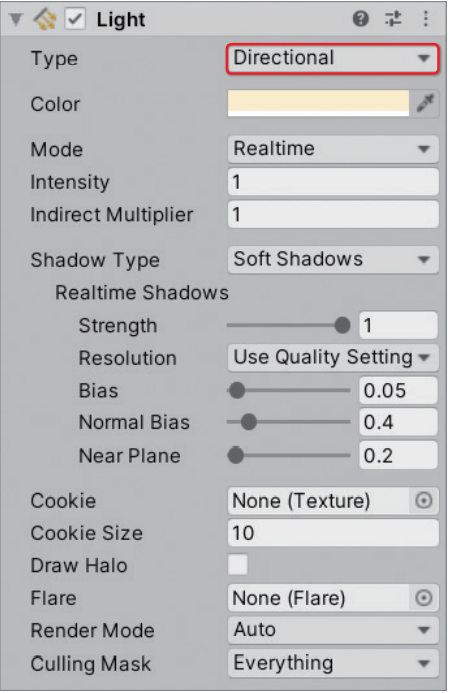 Light
Type Directional
Color
Mode Realtime
Intensity 1
Indirect Multiplier 1
Shadow Type Soft Shadows
Realtime Shadows
Strength 1
Resolution Use Quality Setting
Bias 0.05
Normal Bias 0.4
Near Plane 0.2
Cookie None (Texture)
Cookie Size 10
Draw Halo
Flare None (Flare)
Render Mode Auto
Culling Mask Everything